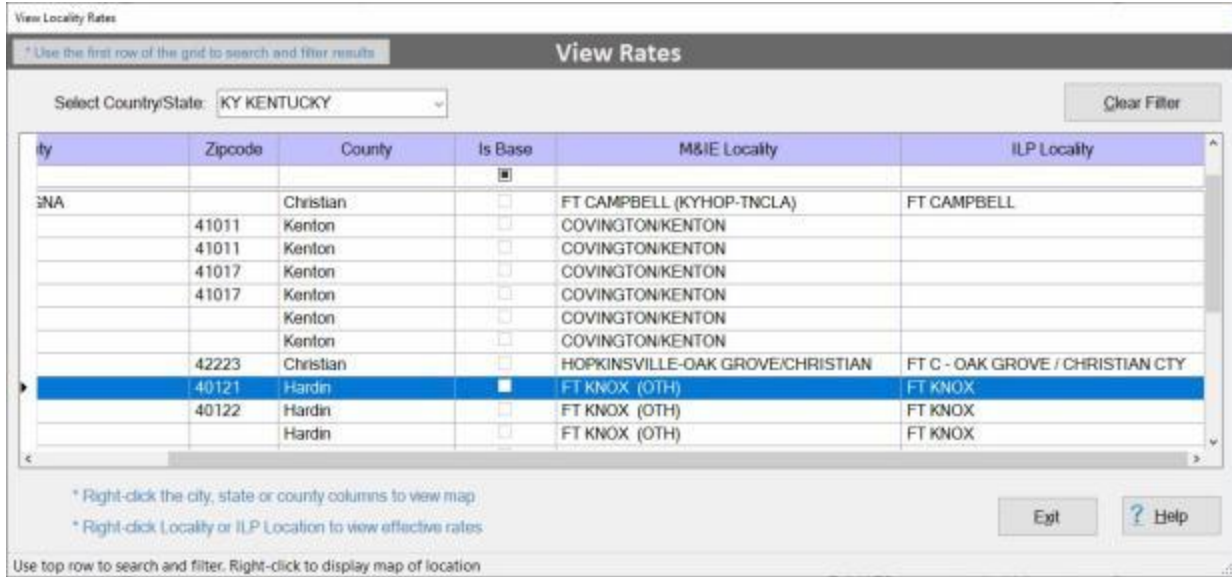 View Locality Rates
* Use the first row of the grid to search and filter results
View Rates
Select Country/State: KY KENTUCKY
Clear Filter
ity Zipcode County Is Base M&IE Locality ILP Locality
GNA Christian FT CAMPBELL (KYHOP-TNCLA) FT CAMPBELL
41011 Kenton COVINGTON/KENTON
41011 Kenton COVINGTON/KENTON
41017 Kenton COVINGTON/KENTON
41017 Kenton COVINGTON/KENTON
Kenton COVINGTON/KENTON
Kenton COVINGTON/KENTON
42223 Christian HOPKINSVILLE-OAK GROVE/CHRISTIAN FT C - OAK GROVE / CHRISTIAN CTY
40121 Hardin FT KNOX (OTH) FT KNOX
40122 Hardin FT KNOX (OTH) FT KNOX
Hardin FT KNOX (OTH) FT KNOX
* Right-click the city, state or county columns to view map
* Right-click Locality or ILP Location to view effective rates
Exit
? Help
Use top row to search and filter. Right-click to display map of location